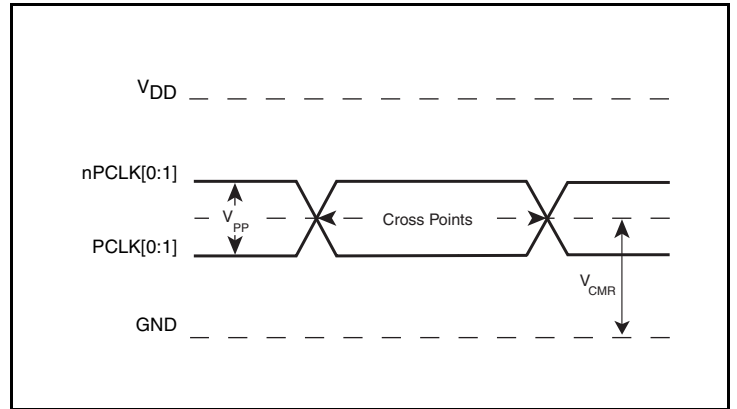 VDD
nPCLK[0:1]
VPP
Cross Points
PCLK[0:1]
VCMR
GND